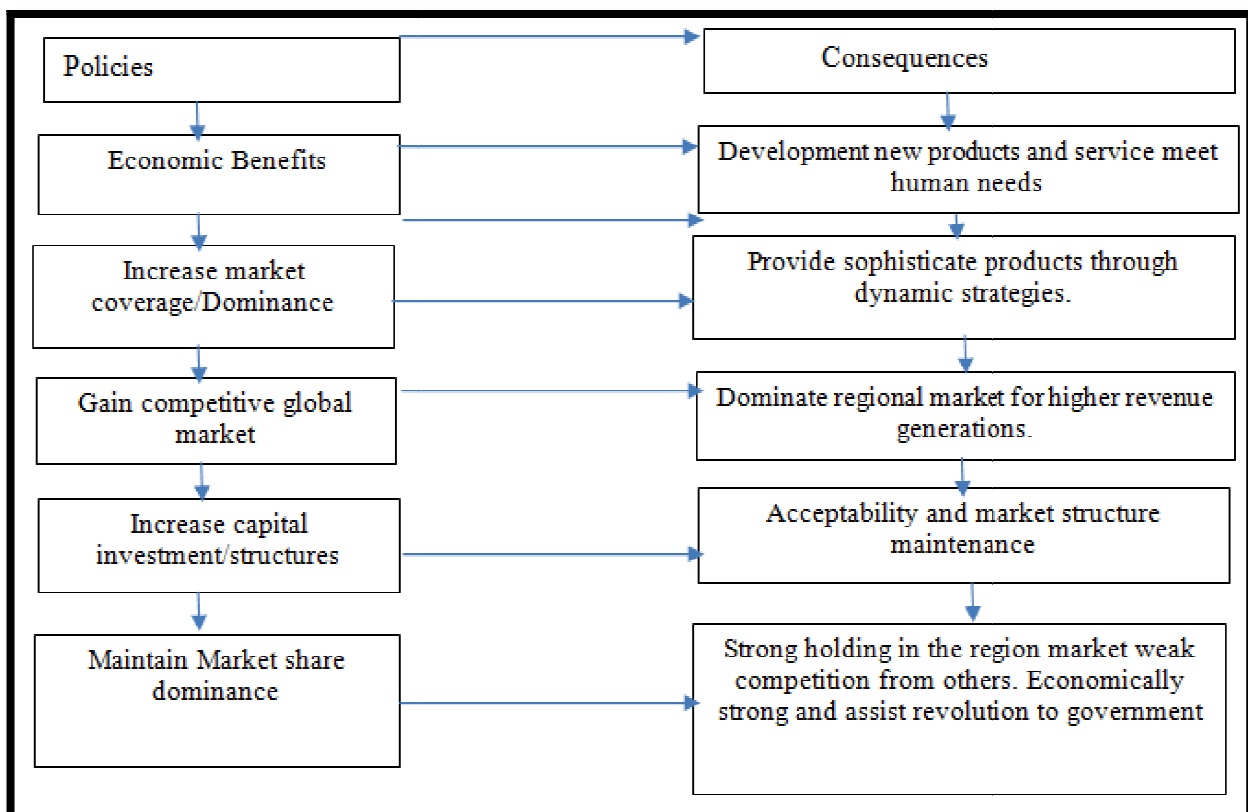 Policies
Consequences
Economic Benefits
Development new products and service meet
human needs
Increase market
coverage/Dominance
Provide sophisticate products through
dynamic strategies.
Gain competitive global
market
Dominate regional market for higher revenue
generations.
Increase capital
investment/structures
Acceptability and market structure
maintenance
Maintain Market share
dominance
Strong holding in the region market weak
competition from others. Economically
strong and assist revolution to government